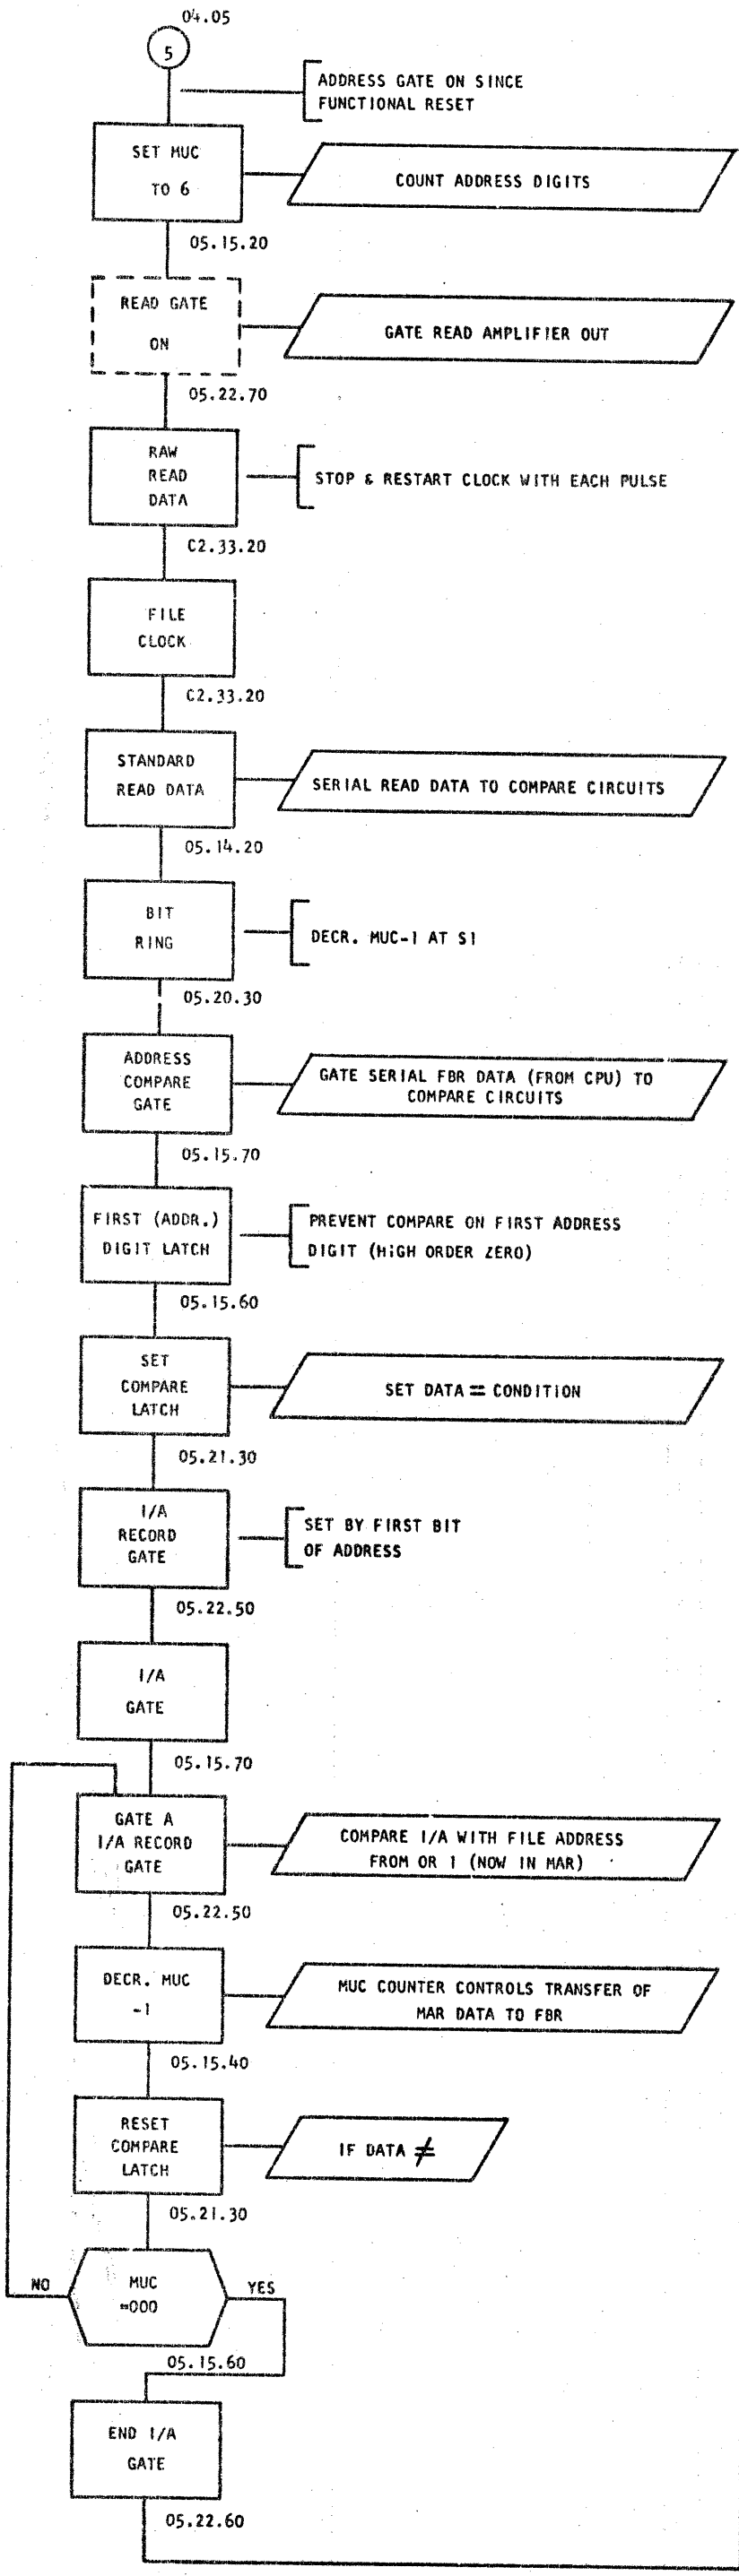 04.05
5
ADDRESS GATE ON SINCE
FUNCTIONAL RESET
SET MUC
TO 6
COUNT ADDRESS DIGITS
05.15.20
READ GATE
ON
GATE READ AMPLIFIER OUT
05.22.70
RAW
READ
DATA
STOP & RESTART CLOCK WITH EACH PULSE
C2.33.20
FILE
CLOCK
C2.33.20
STANDARD
READ DATA
SERIAL READ DATA TO COMPARE CIRCUITS
05.14.20
BIT
RING
DECR. MUC-1 AT S1
05.20.30
ADDRESS
COMPARE
GATE
GATE SERIAL FBR DATA (FROM CPU) TO
COMPARE CIRCUITS
05.15.70
FIRST (ADDR.)
DIGIT LATCH
PREVENT COMPARE ON FIRST ADDRESS
DIGIT (HIGH ORDER ZERO)
05.15.60
SET
COMPARE
LATCH
SET DATA = CONDITION
05.21.30
I/A
RECORD
GATE
SET BY FIRST BIT
OF ADDRESS
05.22.50
I/A
GATE
05.15.70
GATE A
I/A RECORD
GATE
COMPARE I/A WITH FILE ADDRESS
FROM OR 1 (NOW IN MAR)
05.22.50
DECR. MUC
-1
MUC COUNTER CONTROLS TRANSFER OF
MAR DATA TO FBR
05.15.40
RESET
COMPARE
LATCH
IF DATA ≠
05.21.30
NO
MUC
=000
YES
05.15.60
END I/A
GATE
05.22.60